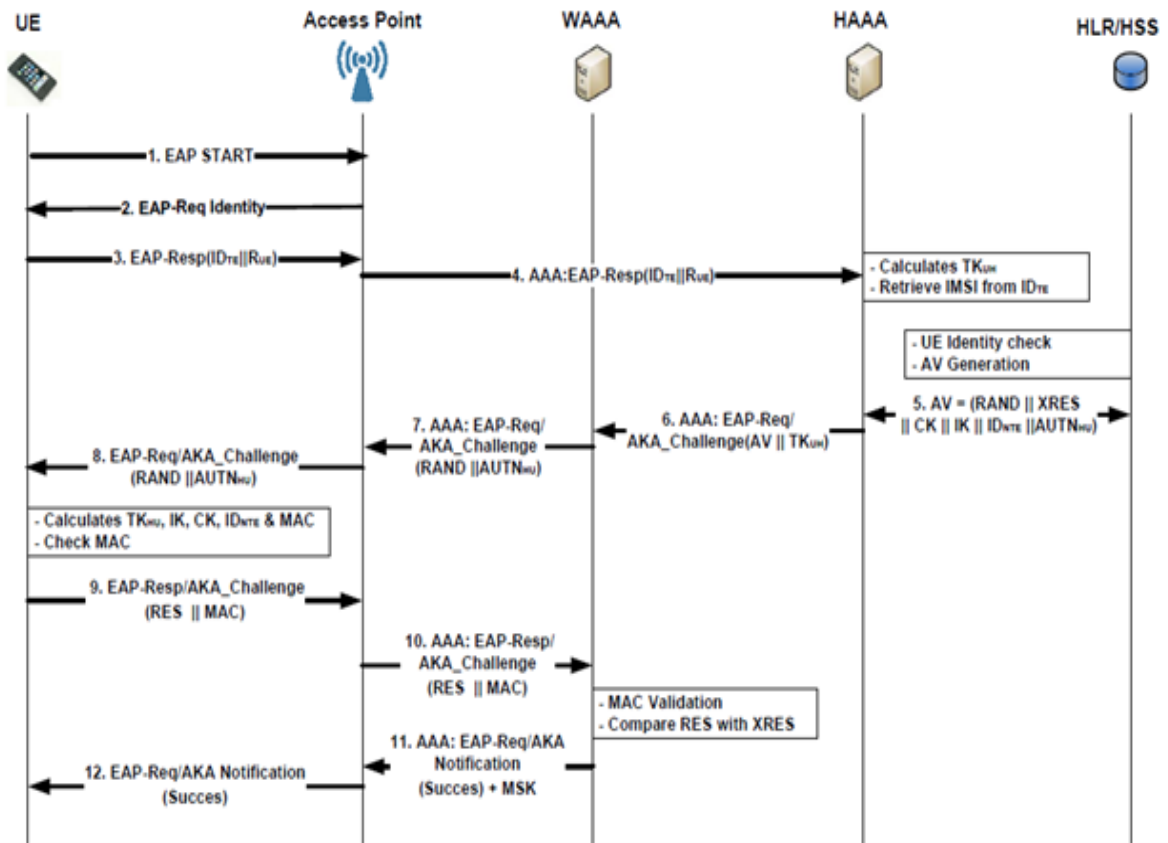 UE
Access Point
WAAA
HAAA
HLR/HSS
1. EAP START
2. EAP-Req Identity
3. EAP-Resp(IDTE||RUE)
4. AAA:EAP-Resp(IDTE||RUE)
- Calculates TKUH
- Retrieve IMSI from IDTE
- UE Identity check
- AV Generation
5. AV = (RAND || XRES
|| CK || IK || IDNTE ||AUTNHU)
6. AAA: EAP-Req/
AKA_Challenge(AV || TKUH)
7. AAA: EAP-Req/
AKA_Challenge
(RAND ||AUTNHU)
8. EAP-Req/AKA_Challenge
(RAND ||AUTNHU)
- Calculates TKHU, IK, CK, IDNTE & MAC
- Check MAC
9. EAP-Resp/AKA_Challenge
(RES || MAC)
10. AAA: EAP-Resp/
AKA_Challenge
(RES || MAC)
- MAC Validation
- Compare RES with XRES
11. AAA: EAP-Req/AKA
Notification
(Succes) + MSK
12. EAP-Req/AKA Notification
(Succes)